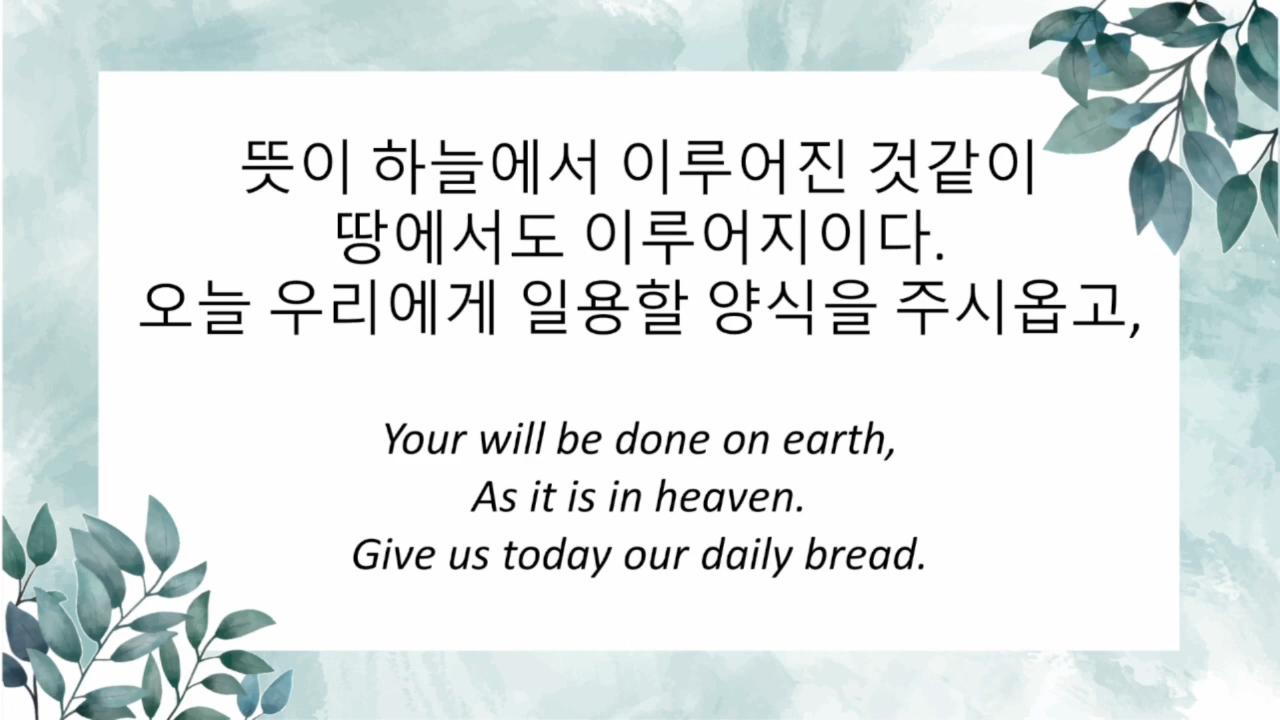 뜻이 하늘에서 이루어진 것같이
땅에서도 이루어지이다.
오늘 우리에게 일용할 양식을 주시옵고,
Your will be done on earth,
As it is in heaven.
Give us today our daily bread.